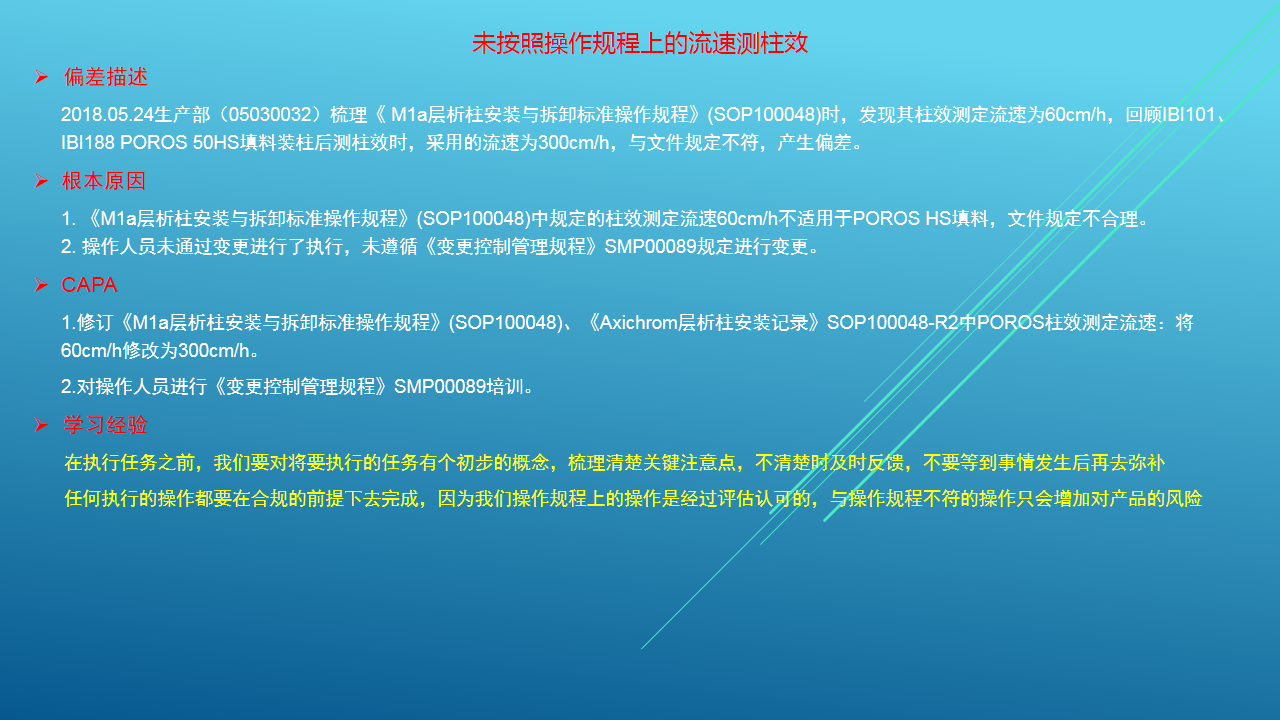 未按照操作规程上的流速测柱效
偏差描述
2018.05.24生产部（05030032）梳理《 M1a层析柱安装与拆卸标准操作规程》(SOP100048)时，发现其柱效测定流速为60cm/h，回顾IBI101、
IBI188 POROS 50HS填料装柱后测柱效时，采用的流速为300cm/h，与文件规定不符，产生偏差。
根本原因
1. 《M1a层析柱安装与拆卸标准操作规程》(SOP100048)中规定的柱效测定流速60cm/h不适用于POROS HS填料，文件规定不合理。
2. 操作人员未通过变更进行了执行，未遵循《变更控制管理规程》SMP00089规定进行变更。
CAPA
1.修订《M1a层析柱安装与拆卸标准操作规程》(SOP100048)、《Axichrom层析柱安装记录》SOP100048-R2中POROS柱效测定流速：将
60cm/h修改为300cm/h。
2.对操作人员进行《变更控制管理规程》SMP00089培训。
学习经验
在执行任务之前，我们要对将要执行的任务有个初步的概念，梳理清楚关键注意点，不清楚时及时反馈，不要等到事情发生后再去弥补
任何执行的操作都要在合规的前提下去完成，因为我们操作规程上的操作是经过评估认可的，与操作规程不符的操作只会增加对产品的风险